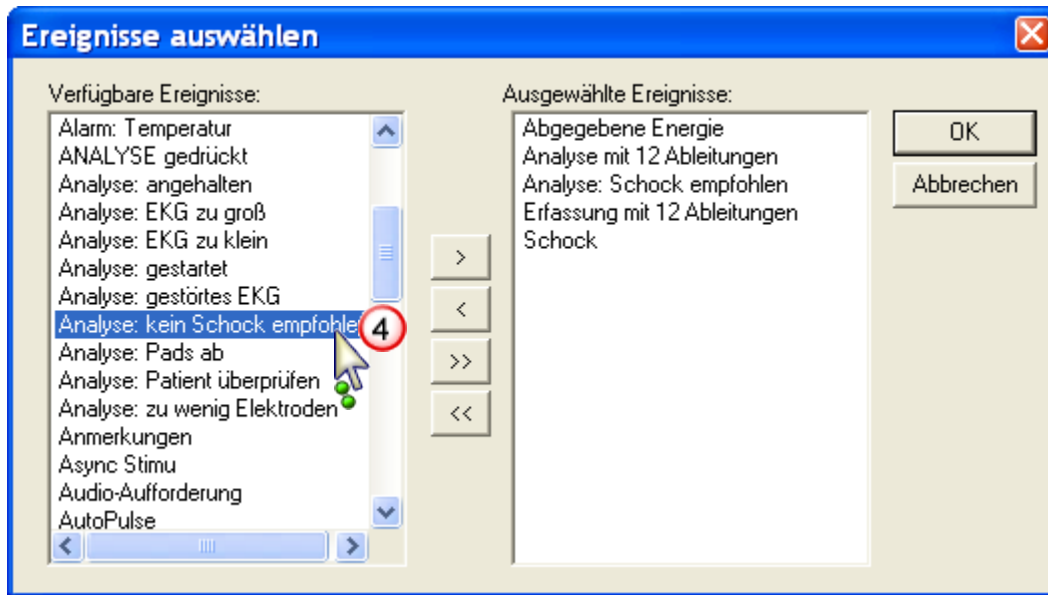 Ereignisse auswählen
Verfügbare Ereignisse:
Alarm: Temperatur
ANALYSE gedrückt
Analyse: angehalten
Analyse: EKG zu groß
Analyse: EKG zu klein
Analyse: gestartet
Analyse: gestörtes EKG
Analyse: kein Schock empfohle
4
Analyse: Pads ab
Analyse: Patient überprüfen
Analyse: zu wenig Elektroden
Anmerkungen
Async Stimu
Audio-Aufforderung
AutoPulse
>
<
>>
<<
Ausgewählte Ereignisse:
Abgegebene Energie
Analyse mit 12 Ableitungen
Analyse: Schock empfohlen
Erfassung mit 12 Ableitungen
Schock
OK
Abbrechen